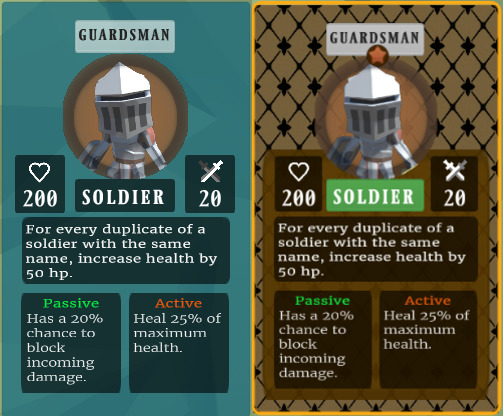 GUARDSMAN
200
SOLDIER
20
For every duplicate of a
soldier with the same
name, increase health by
50 hp.
Passive
Has a 20%
chance to
block
incoming
damage.
Active
Heal 25% of
maximum
health.
GUARDSMAN
200
SOLDIER
20
For every duplicate of a
soldier with the same
name, increase health by
50 hp.
Passive
Has a 20%
chance to
block
incoming
damage.
Active
Heal 25% of
maximum
health.